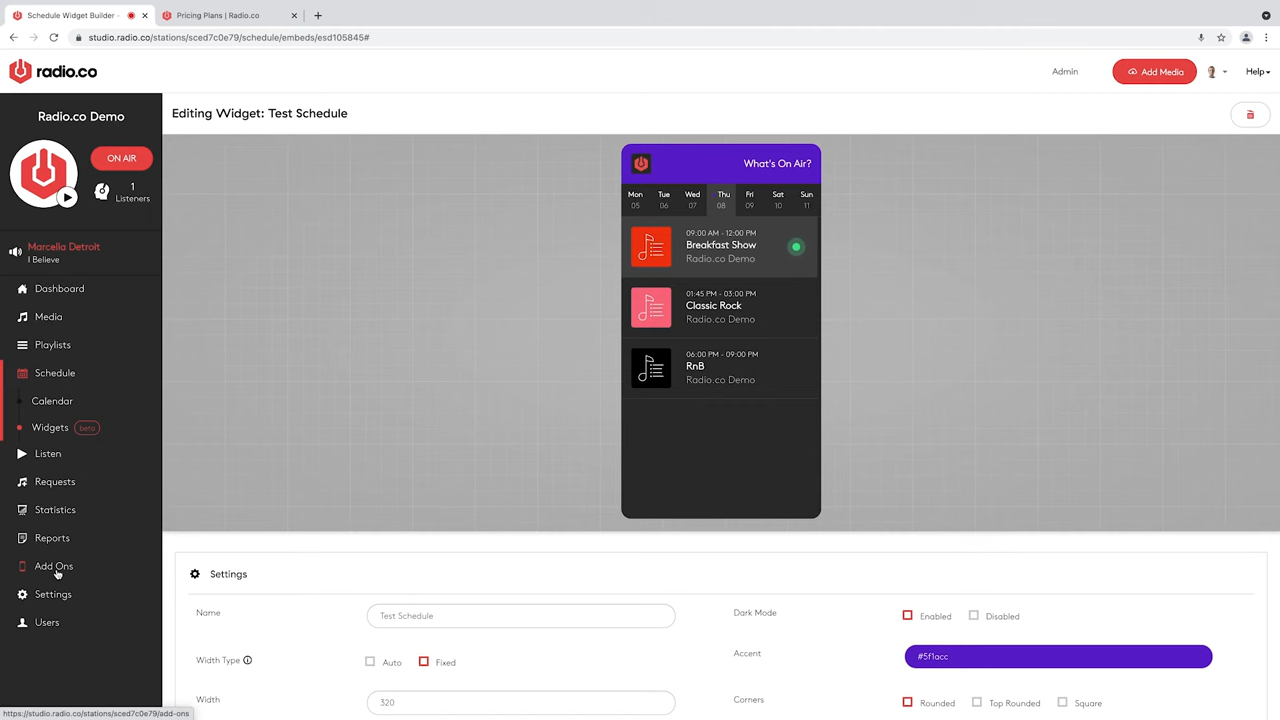 Schedule Widget Builder -
Pricing Plans | Radio.co
studio.radio.co/stations/sced7c0e79/schedule/embeds/esd105845#
radio.co
Admin
Add Media
Help
Radio.co Demo
ON AIR
1
Listeners
Marcella Detroit
I Believe
Dashboard
Media
Playlists
Schedule
Calendar
Widgets beta
Listen
Requests
Statistics
Reports
Add Ons
Settings
Users
Editing Widget: Test Schedule
What's On Air?
Mon Tue Wed Thu Fri Sat Sun
05 06 07 08 09 10 11
09:00 AM - 12:00 PM
Breakfast Show
Radio.co Demo
01:45 PM - 03:00 PM
Classic Rock
Radio.co Demo
06:00 PM - 09:00 PM
RnB
Radio.co Demo
Settings
Name
Test Schedule
Width Type
Auto Fixed
Width
320
Dark Mode
Enabled Disabled
Accent
#5f1acc
Corners
Rounded Top Rounded Square
https://studio.radio.co/stations/sced7c0e79/add-ons